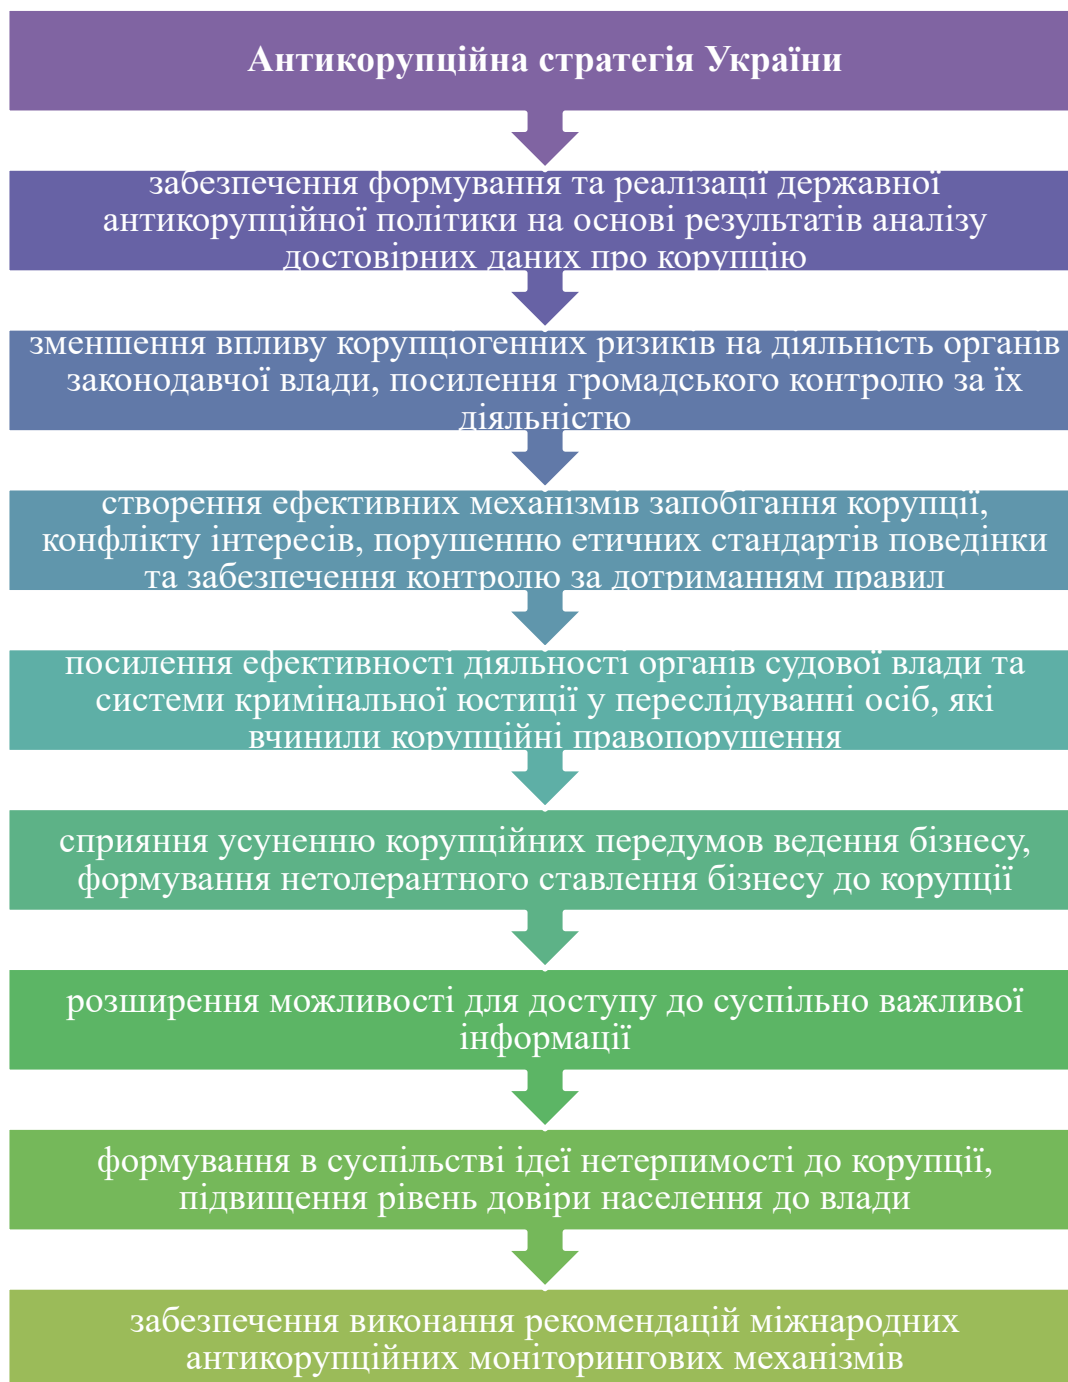 Антикорупційна стратегія України
забезпечення формування та реалізації державної
антикорупційної політики на основі результатів аналізу
достовірних даних про корупцію
зменшення впливу корупціогенних ризиків на діяльність органів
законодавчої влади, посилення громадського контролю за їх
діяльністю
створення ефективних механізмів запобігання корупції,
конфлікту інтересів, порушенню етичних стандартів поведінки
та забезпечення контролю за дотриманням правил
посилення ефективності діяльності органів судової влади та
системи кримінальної юстиції у переслідуванні осіб, які
вчинили корупційні правопорушення
сприяння усуненню корупційних передумов ведення бізнесу,
формування нетолерантного ставлення бізнесу до корупції
розширення можливості для доступу до суспільно важливої
інформації
формування в суспільстві ідеї нетерпимості до корупції,
підвищення рівень довіри населення до влади
забезпечення виконання рекомендацій міжнародних
антикорупційних моніторингових механізмів